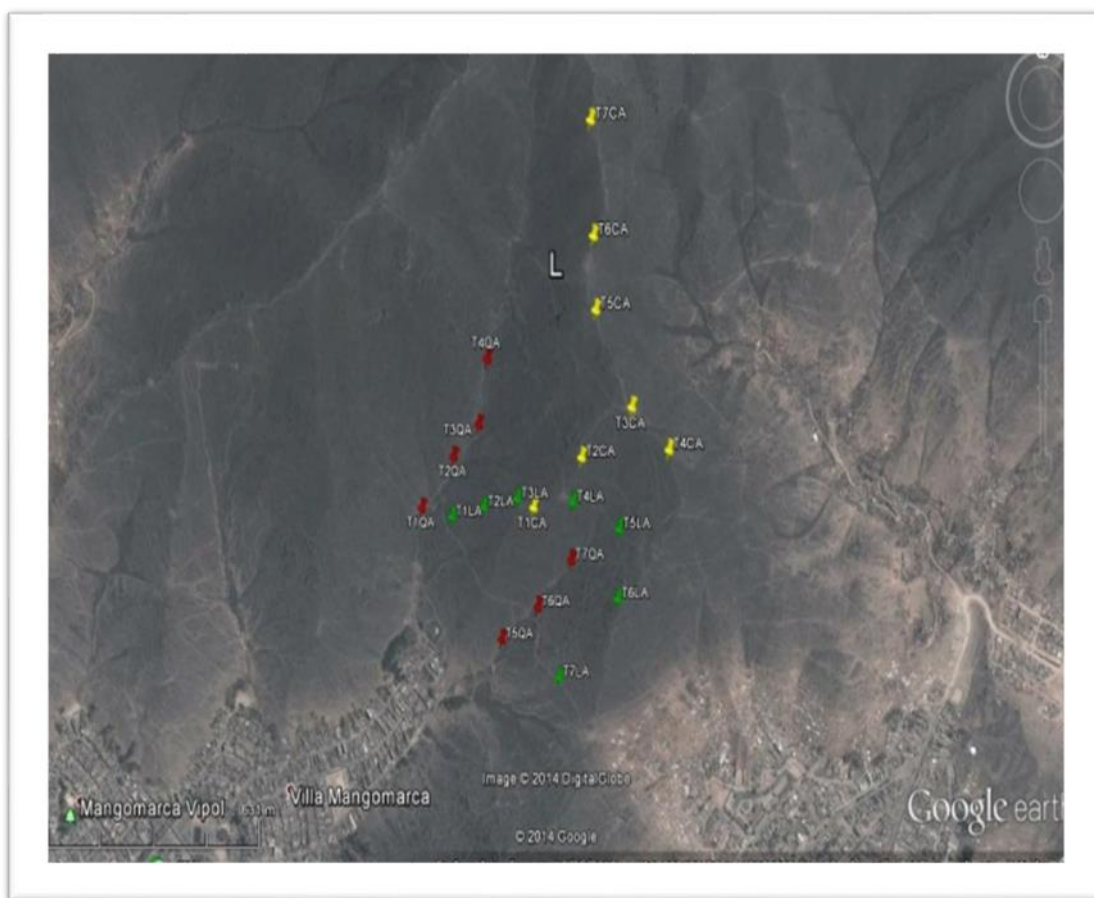 T7CA
T6CA
L
T5CA
T4QA
T3CA
T3QA
T4CA
T2CA
T2QA
T3LA
T2LA
T4LA
T1QA
T1LA
T1CA
T5LA
T7QA
T6QA
T6LA
T5QA
T7LA
Image © 2014 DigitalGlobe
Villa Mangomarca
Mangomarca Vipol
Google earth
© 2014 Google